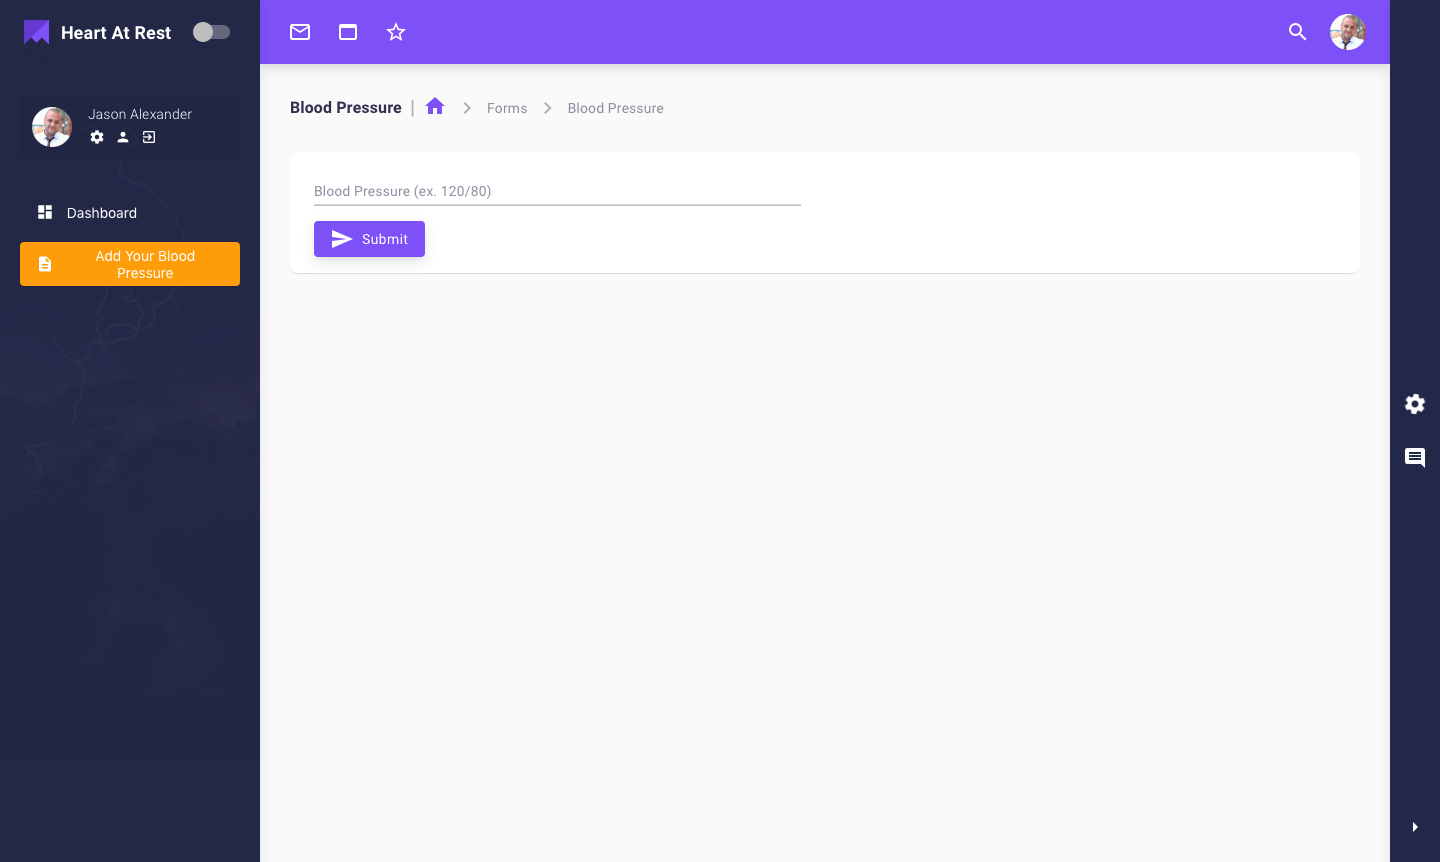 Heart At Rest
Jason Alexander
Dashboard
Add Your Blood
Pressure
Blood Pressure | Forms Blood Pressure
Blood Pressure (ex. 120/80)
Submit